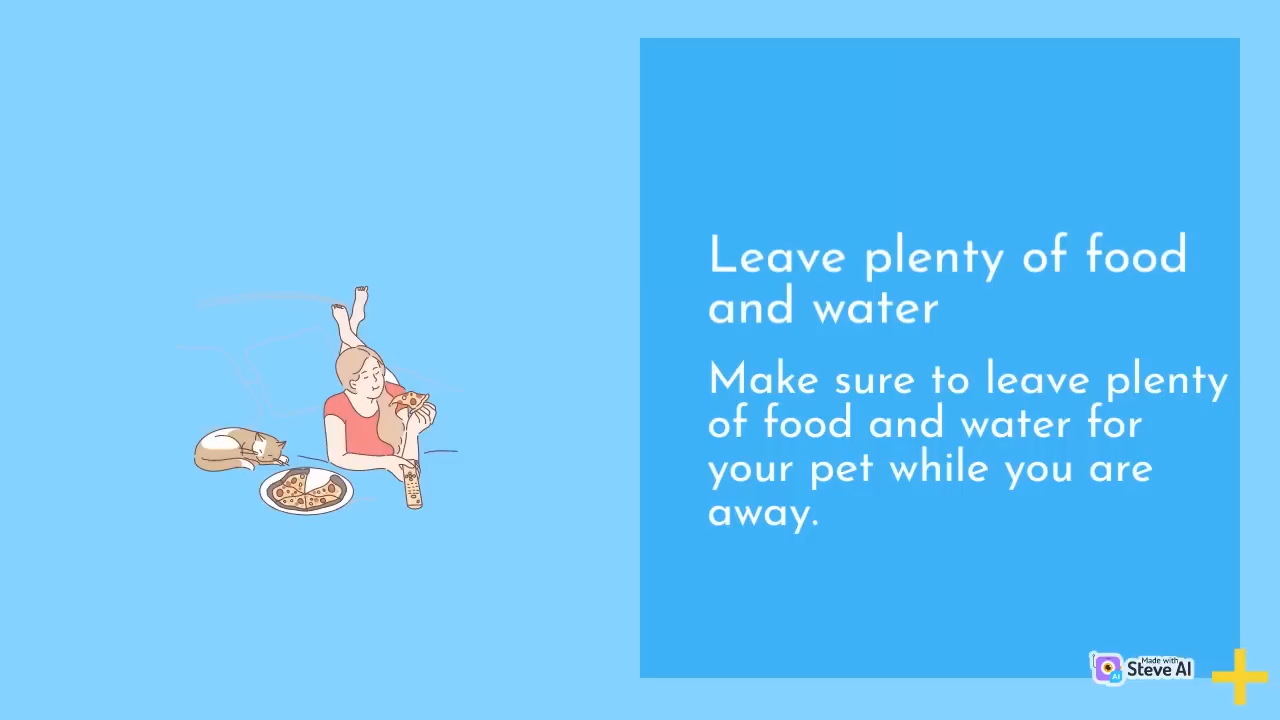 Leave plenty of food
and water
Make sure to leave plenty
of food and water for
your pet while you are
away.
Made with
Steve AI
AI